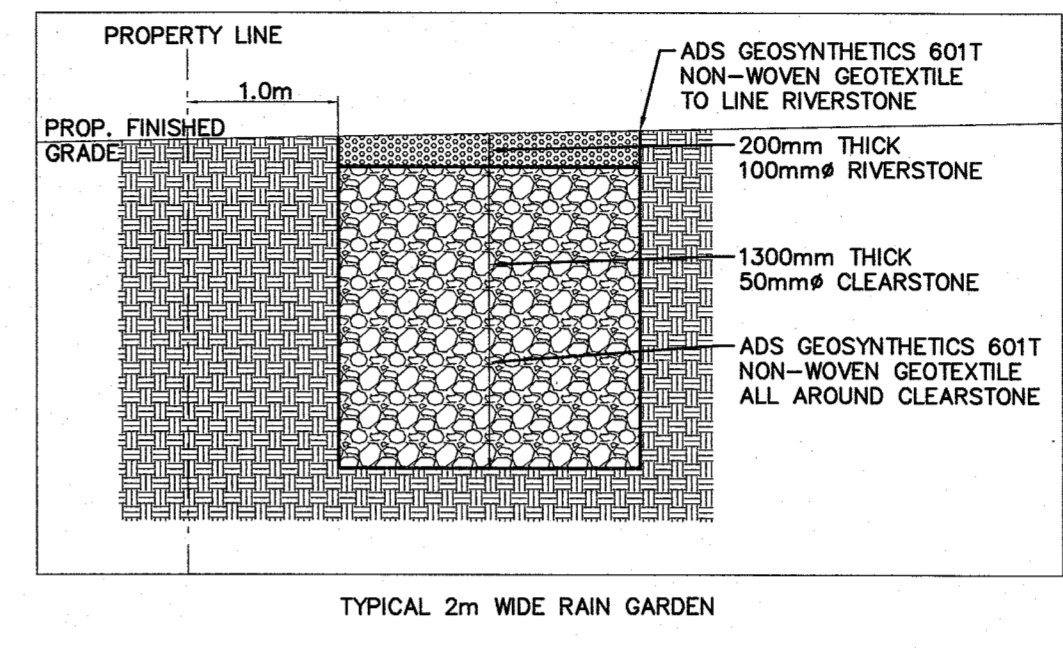 PROPERTY LINE
1.0m
PROP. FINISHED
GRADE
ADS GEOSYNTHETICS 601T
NON-WOVEN GEOTEXTILE
TO LINE RIVERSTONE
200mm THICK
100mmø RIVERSTONE
1300mm THICK
50mmø CLEARSTONE
ADS GEOSYNTHETICS 601T
NON-WOVEN GEOTEXTILE
ALL AROUND CLEARSTONE
TYPICAL 2m WIDE RAIN GARDEN